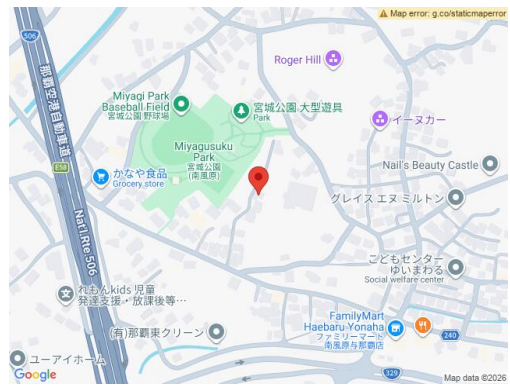 Map error: g.co/staticmaperror
506
那覇空港自動車道
Roger Hill
Miyagi Park
Baseball Field
宮城公園 野球場
宮城公園 大型遊具
Park
イーヌカー
Miyagusuku
Park
宮城公園
(南風原)
Nail's Beauty Castle
E58
かなや食品
Grocery store
グレイス エヌ ミルトン
Nat'l.Rte.506
こどもセンター
ゆいまわる
Social welfare center
れもんkids 児童
発達支援・放課後等…
FamilyMart
Haebaru Yonaha
ファミリーマート
南風原与那覇店
(有)那覇東クリーン
240
ユーアイホーム
329
Google
Map data ©2026